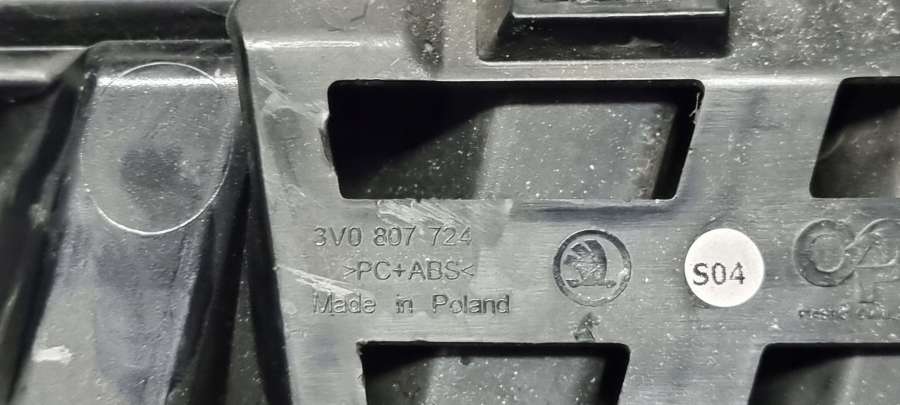 3V0 807 724
>PC+ABS<
Made in Poland
S04